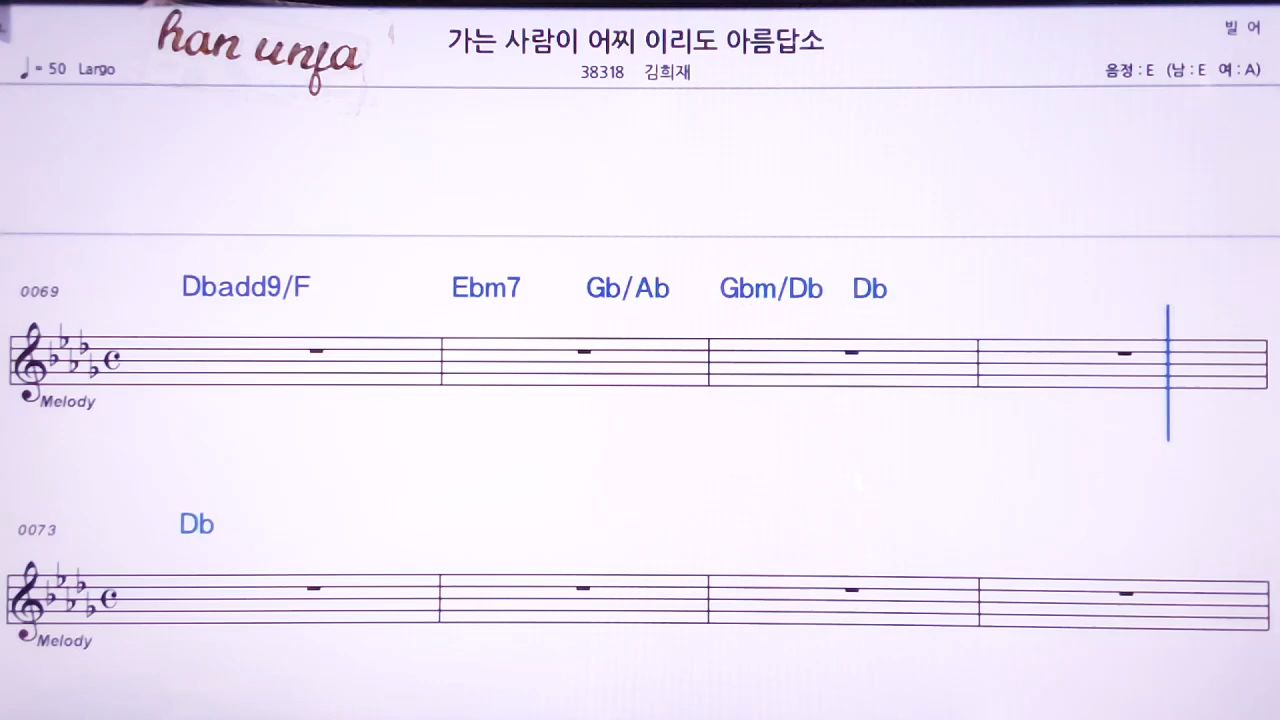 han unfa
가는 사람이 어찌 이리도 아름답소
빌 어
♩= 50 Largo
38318 김희재
음정 : E (남 : E 여 : A)
0069 Dbadd9/F Ebm7 Gb/Ab Gbm/Db Db
Melody
0073 Db
Melody